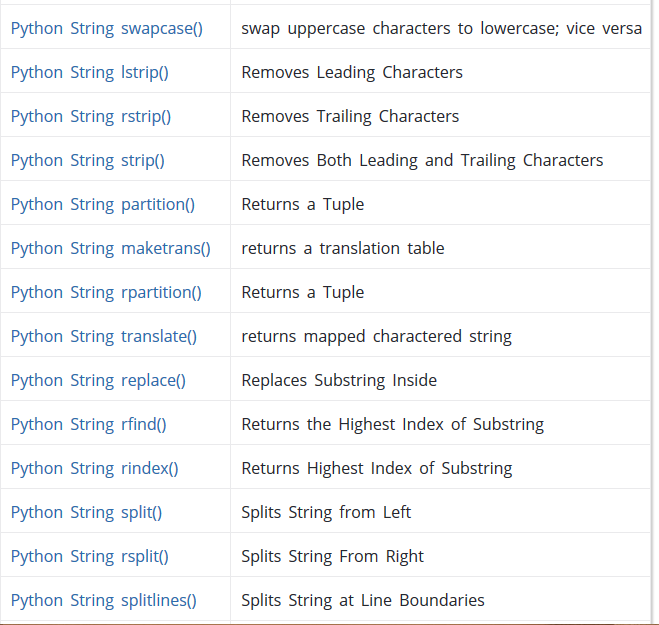 Python String swapcase() swap uppercase characters to lowercase; vice versa
Python String lstrip() Removes Leading Characters
Python String rstrip() Removes Trailing Characters
Python String strip() Removes Both Leading and Trailing Characters
Python String partition() Returns a Tuple
Python String maketrans() returns a translation table
Python String rpartition() Returns a Tuple
Python String translate() returns mapped charactered string
Python String replace() Replaces Substring Inside
Python String rfind() Returns the Highest Index of Substring
Python String rindex() Returns Highest Index of Substring
Python String split() Splits String from Left
Python String rsplit() Splits String From Right
Python String splitlines() Splits String at Line Boundaries